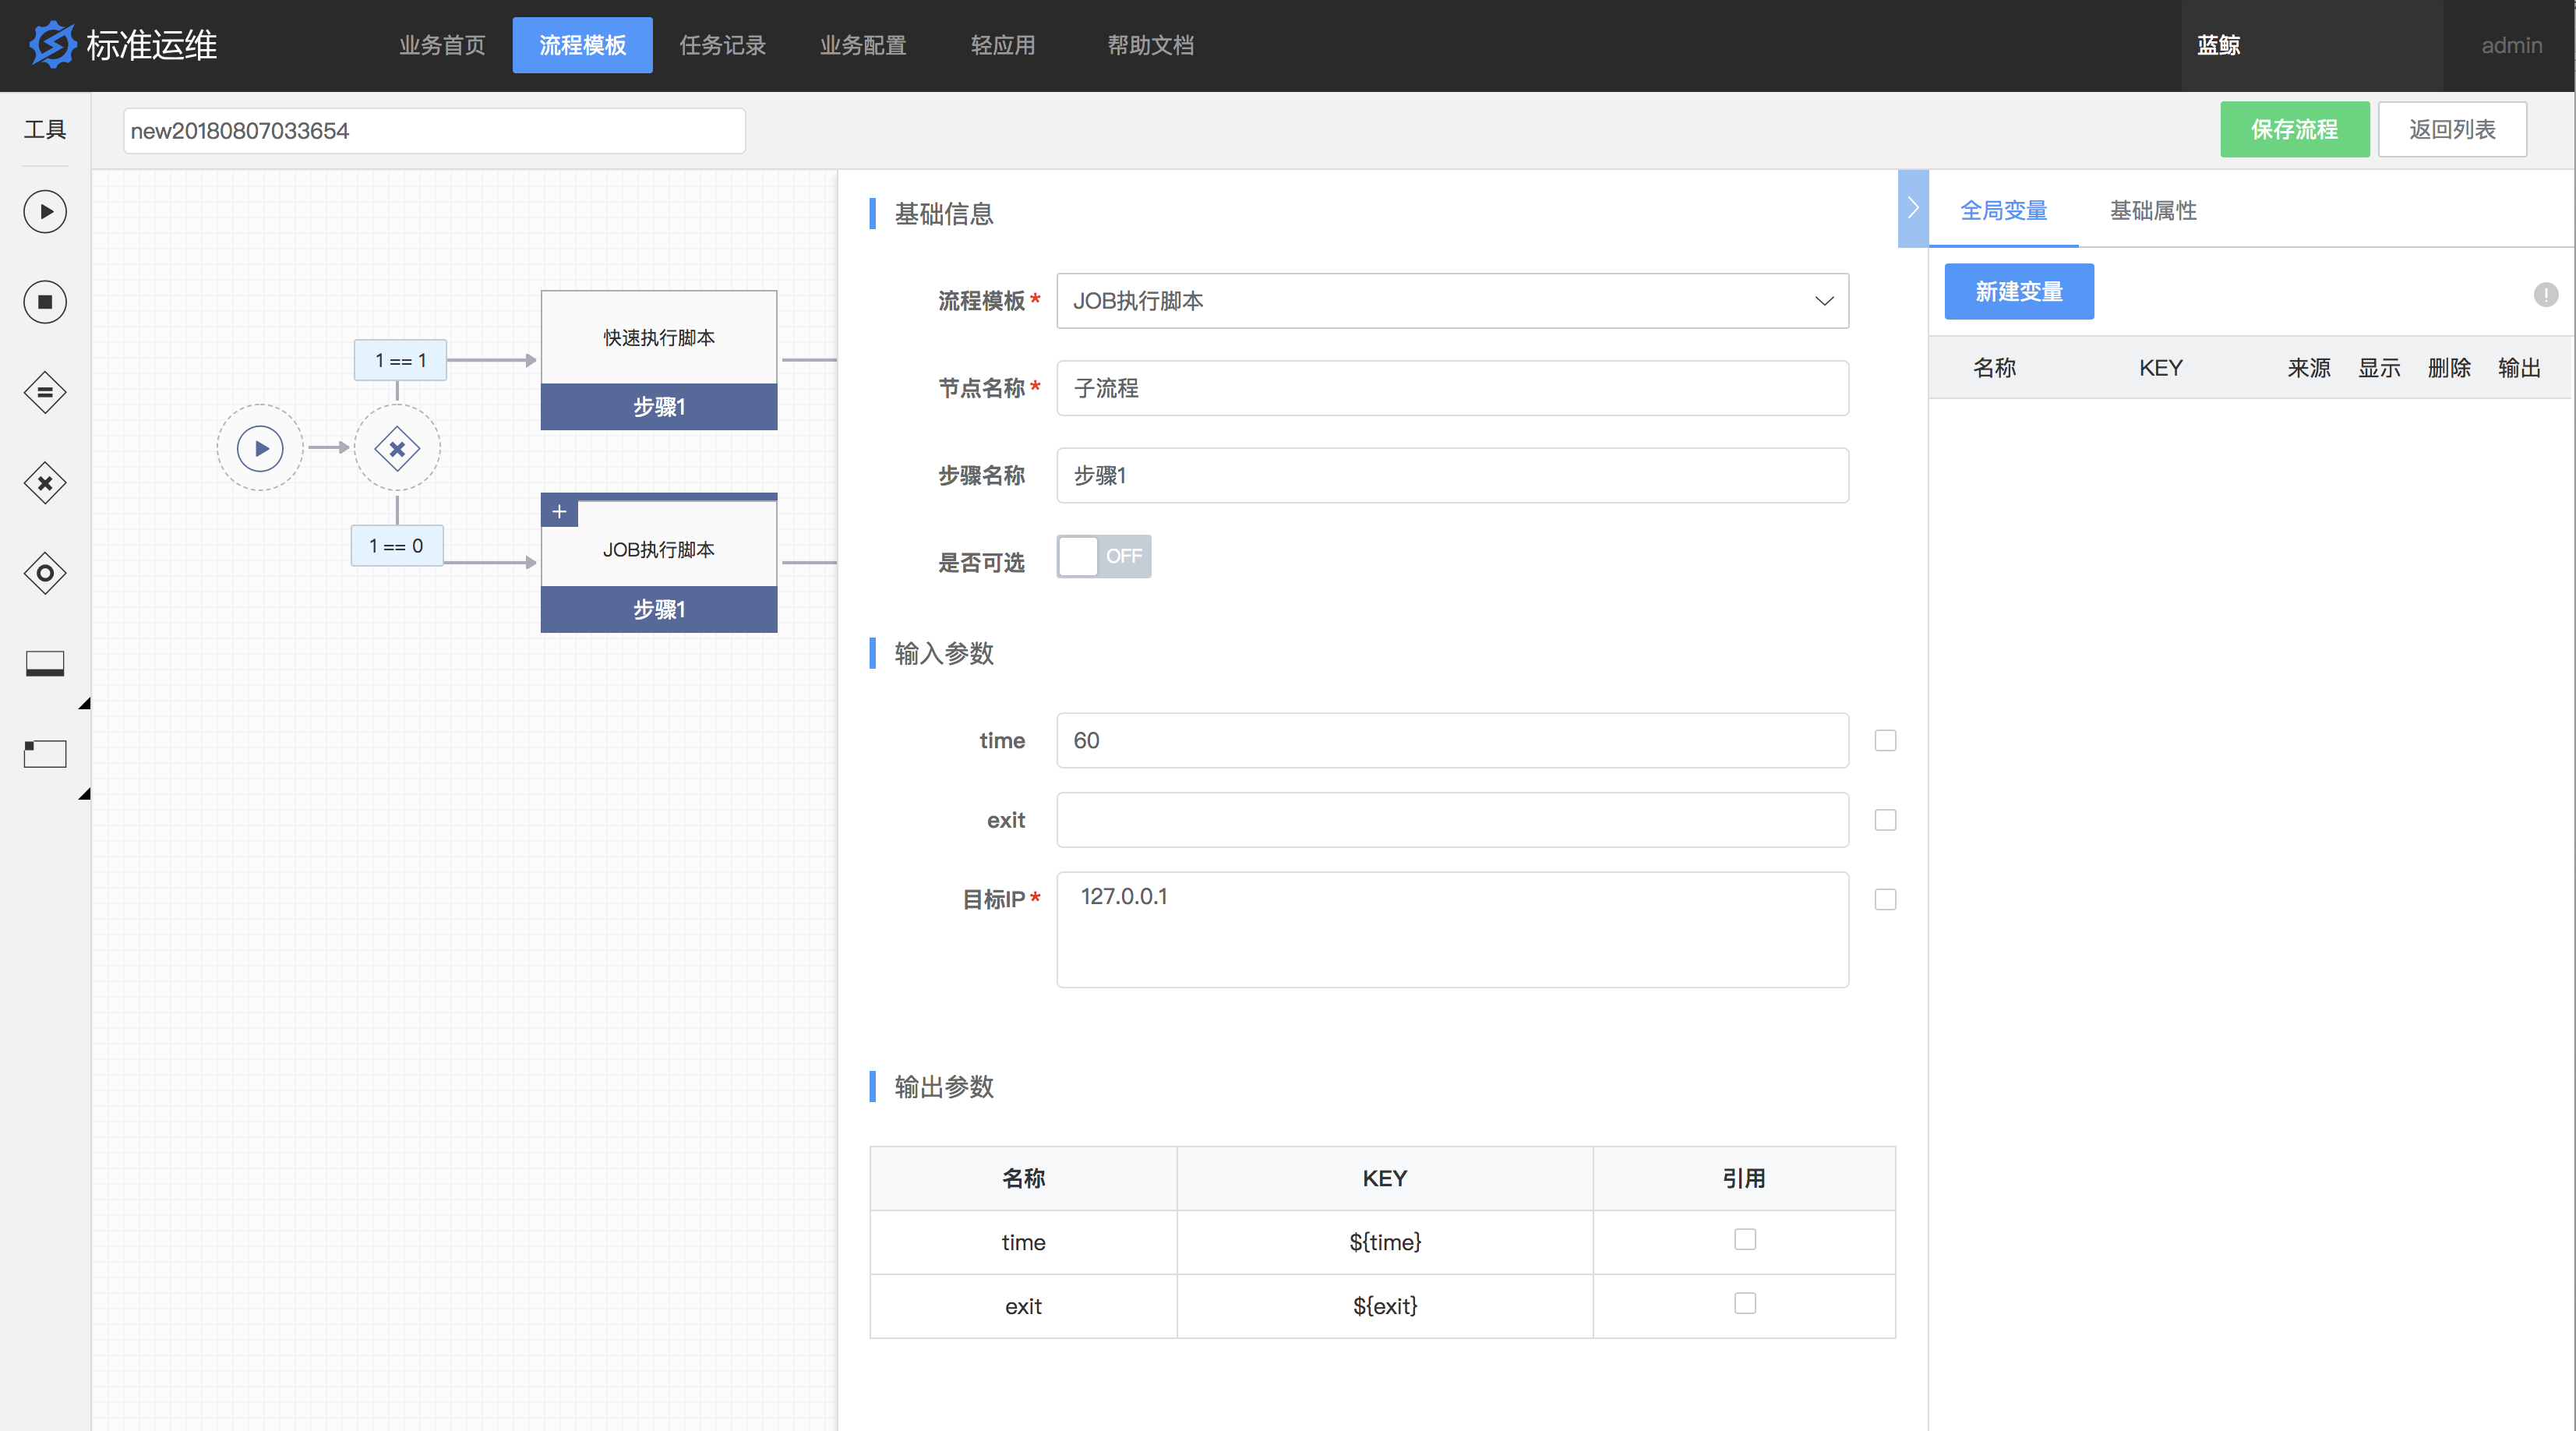 标准运维
业务首页 流程模板 任务记录 业务配置 轻应用 帮助文档
蓝鲸 admin
工具
new20180807033654
保存流程 返回列表
1 == 1
快速执行脚本
步骤1
1 == 0
JOB执行脚本
步骤1
基础信息
流程模板* JOB执行脚本
节点名称* 子流程
步骤名称 步骤1
是否可选 OFF
输入参数
time 60
exit
目标IP* 127.0.0.1
输出参数
名称 KEY 引用
time ${time}
exit ${exit}
全局变量 基础属性
新建变量
名称 KEY 来源 显示 删除 输出